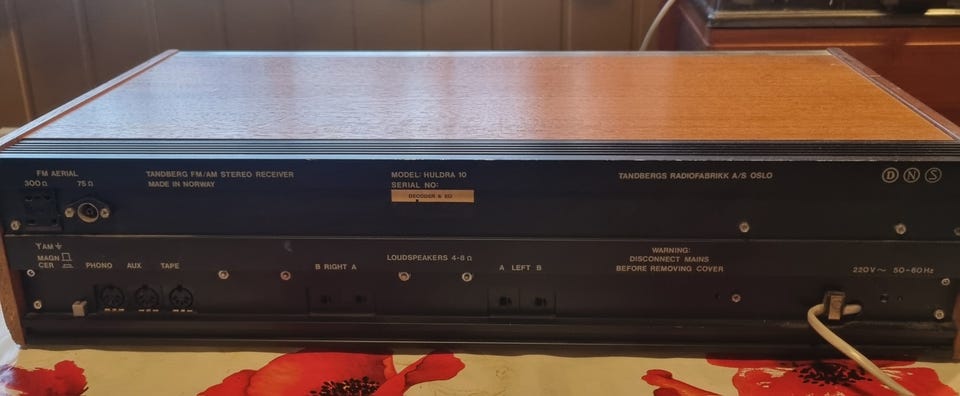 FM AERIAL
300 Ω 75 Ω
TANDBERG FM/AM STEREO RECEIVER
MADE IN NORWAY
MODEL: HULDRA 10
SERIAL NO:
TANDBERGS RADIOFABRIKK A/S OSLO
D N S
AM
MAGN
CER
PHONO AUX TAPE
B RIGHT A
LOUDSPEAKERS 4-8 Ω
A LEFT B
WARNING:
DISCONNECT MAINS
BEFORE REMOVING COVER
220V~ 50-60Hz